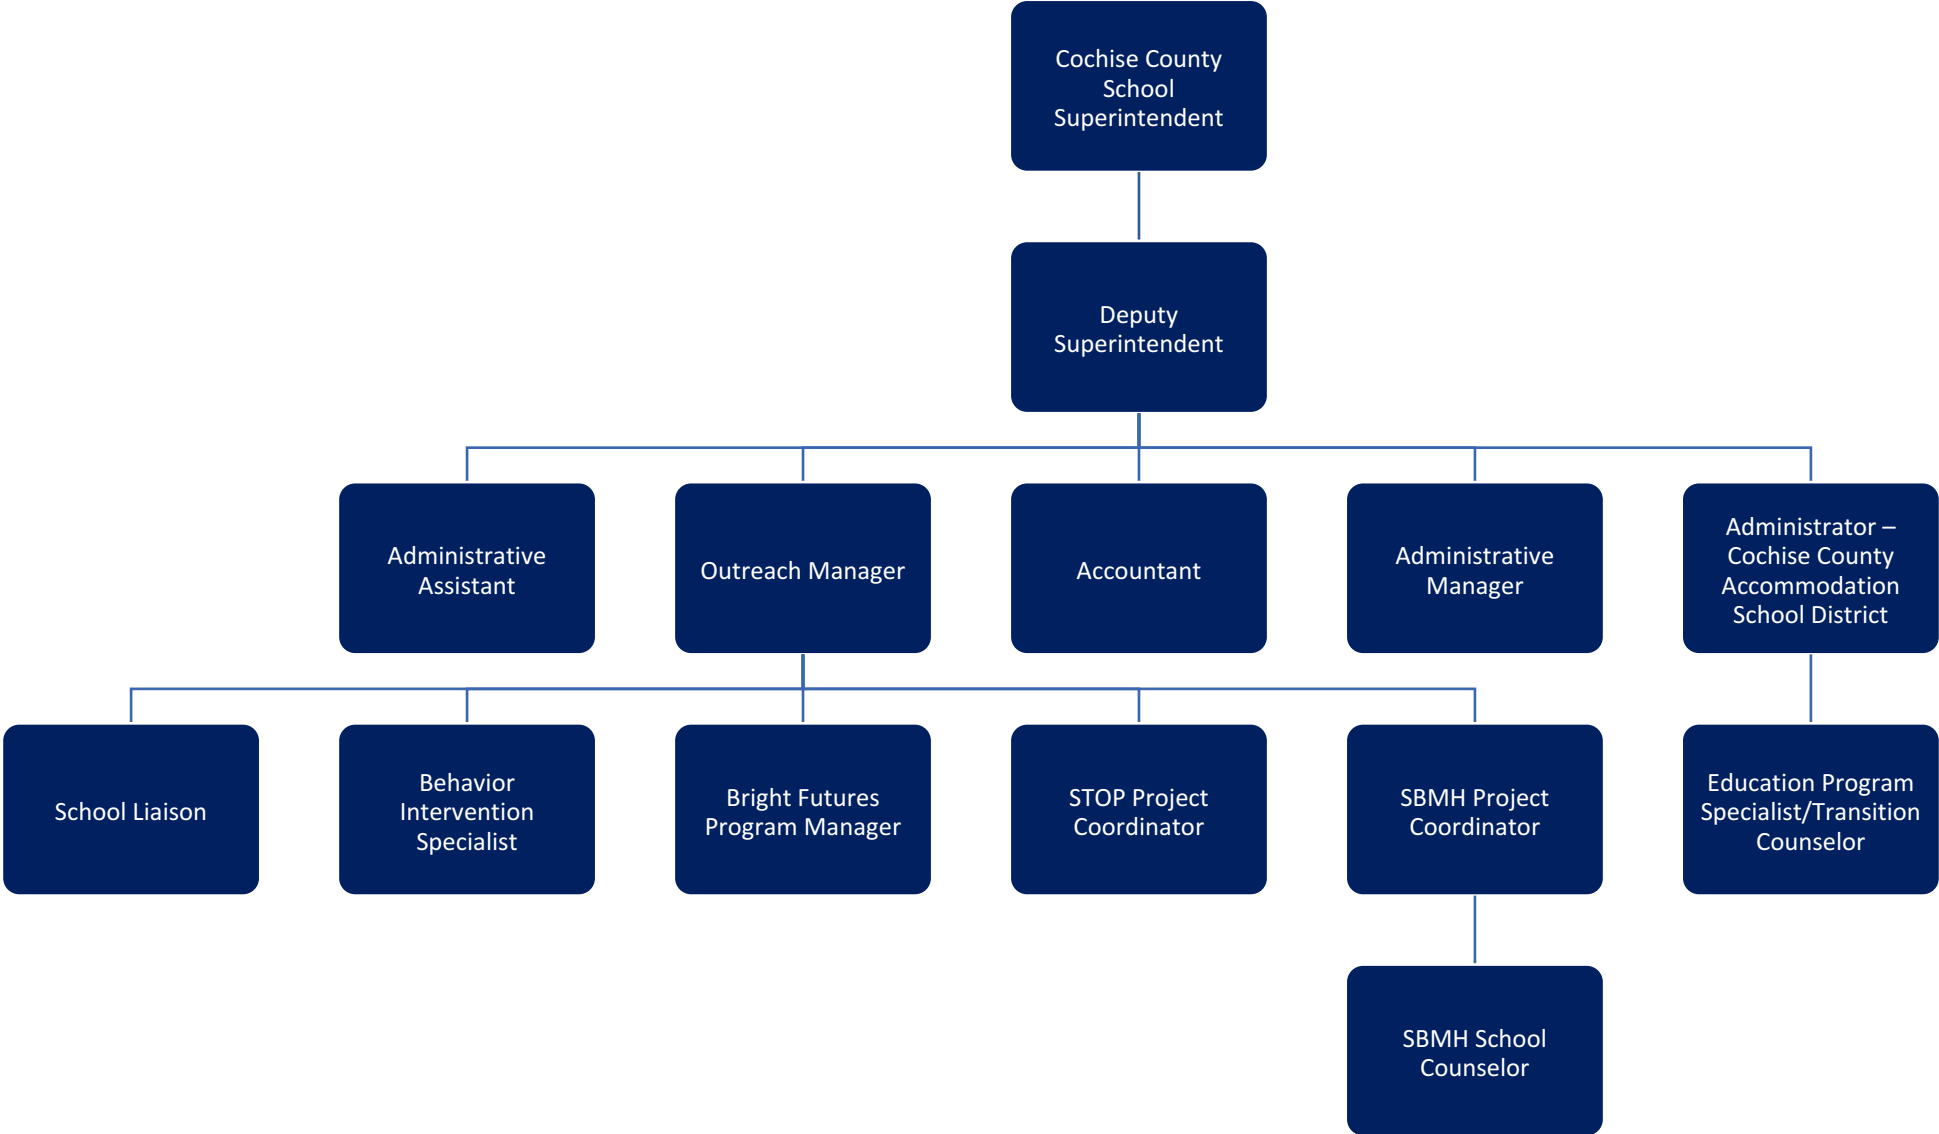 Cochise County
School
Superintendent
Deputy
Superintendent
Administrative
Assistant
Outreach Manager
Accountant
Administrative
Manager
Administrator –
Cochise County
Accommodation
School District
School Liaison
Behavior
Intervention
Specialist
Bright Futures
Program Manager
STOP Project
Coordinator
SBMH Project
Coordinator
Education Program
Specialist/Transition
Counselor
SBMH School
Counselor